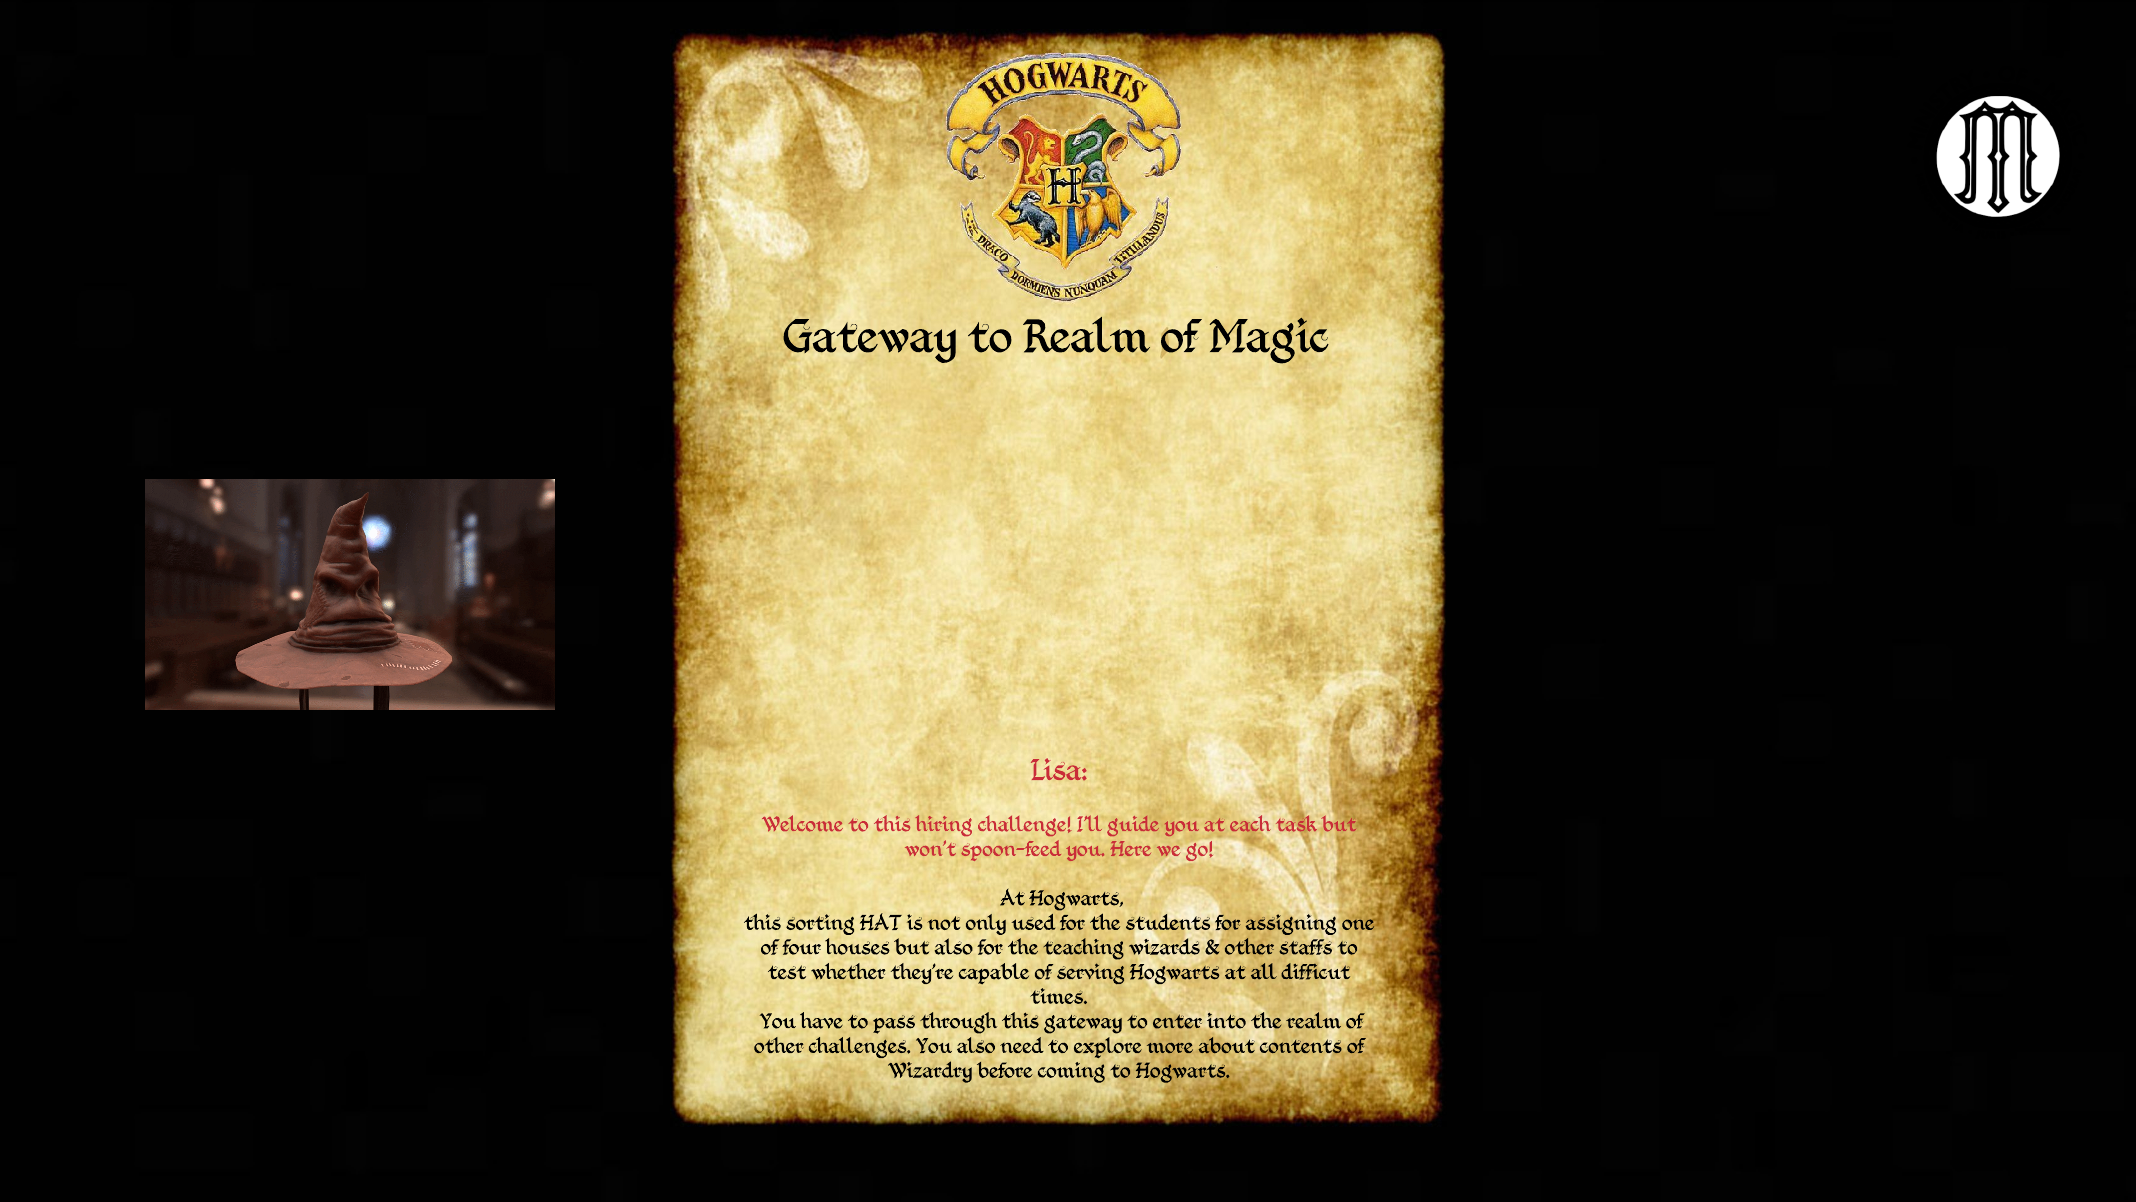 HOGWARTS
H
DRACO DORMIENS NUNQUAM TITILLANDUS
M
Gateway to Realm of Magic
Lisa:
Welcome to this hiring challenge! I'll guide you at each task but
won't spoon-feed you. Here we go!
At Hogwarts,
this sorting HAT is not only used for the students for assigning one
of four houses but also for the teaching wizards & other staffs to
test whether they're capable of serving Hogwarts at all difficut
times.
You have to pass through this gateway to enter into the realm of
other challenges. You also need to explore more about contents of
Wizardry before coming to Hogwarts.